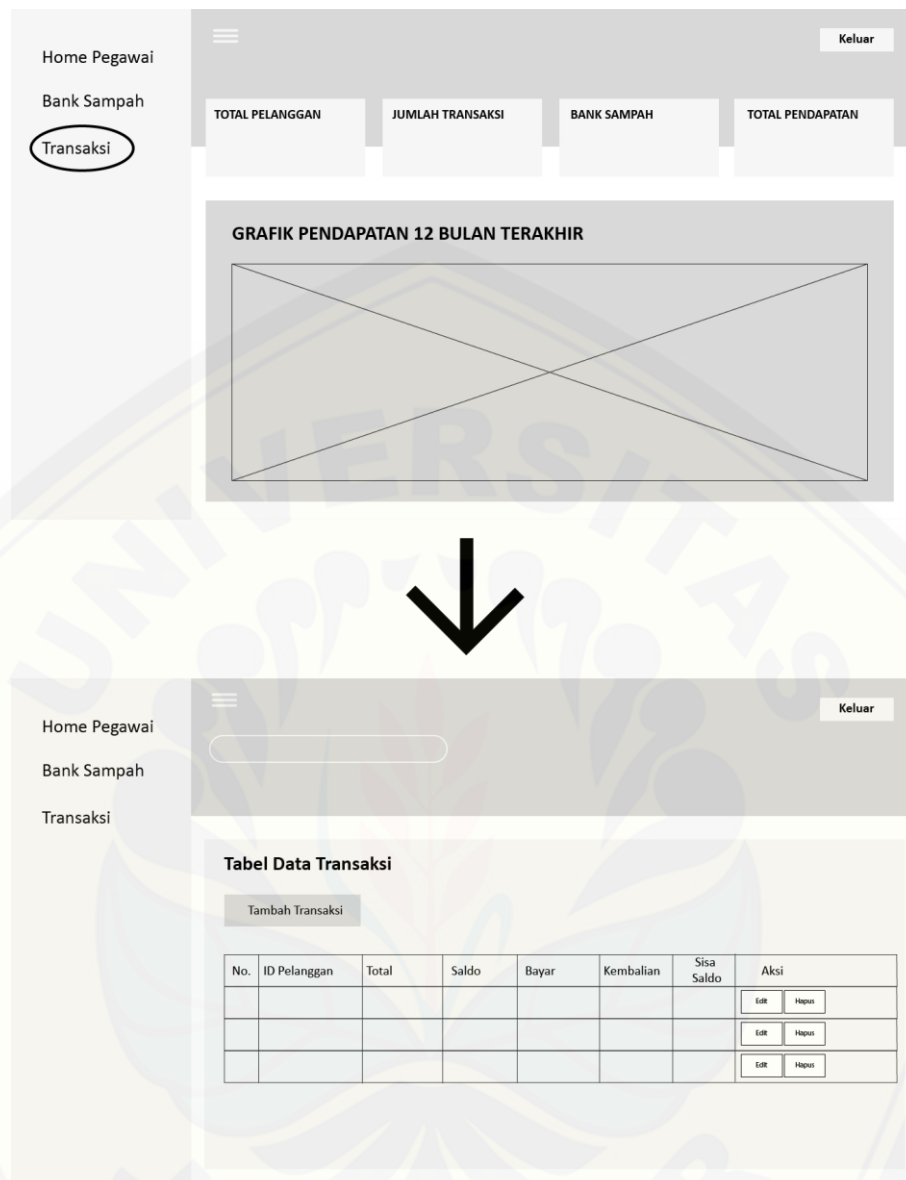 Home Pegawai
Bank Sampah
Transaksi
Keluar
TOTAL PELANGGAN
JUMLAH TRANSAKSI
BANK SAMPAH
TOTAL PENDAPATAN
GRAFIK PENDAPATAN 12 BULAN TERAKHIR
UNIVERSITAS
Home Pegawai
Bank Sampah
Transaksi
Keluar
Tabel Data Transaksi
Tambah Transaksi
No. ID Pelanggan Total Saldo Bayar Kembalian Sisa Saldo Aksi
Edit Hapus
Edit Hapus
Edit Hapus